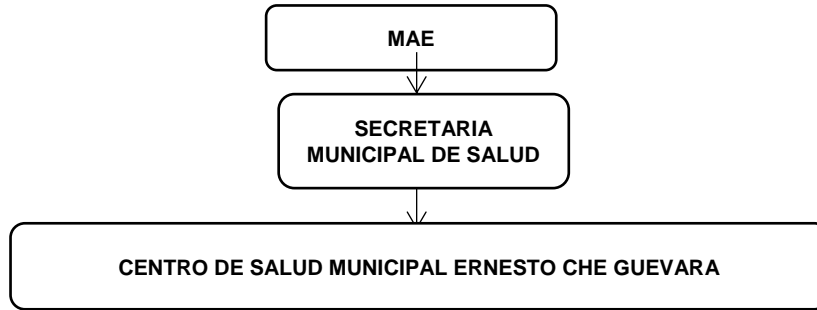 MAE
SECRETARIA
MUNICIPAL DE SALUD
CENTRO DE SALUD MUNICIPAL ERNESTO CHE GUEVARA